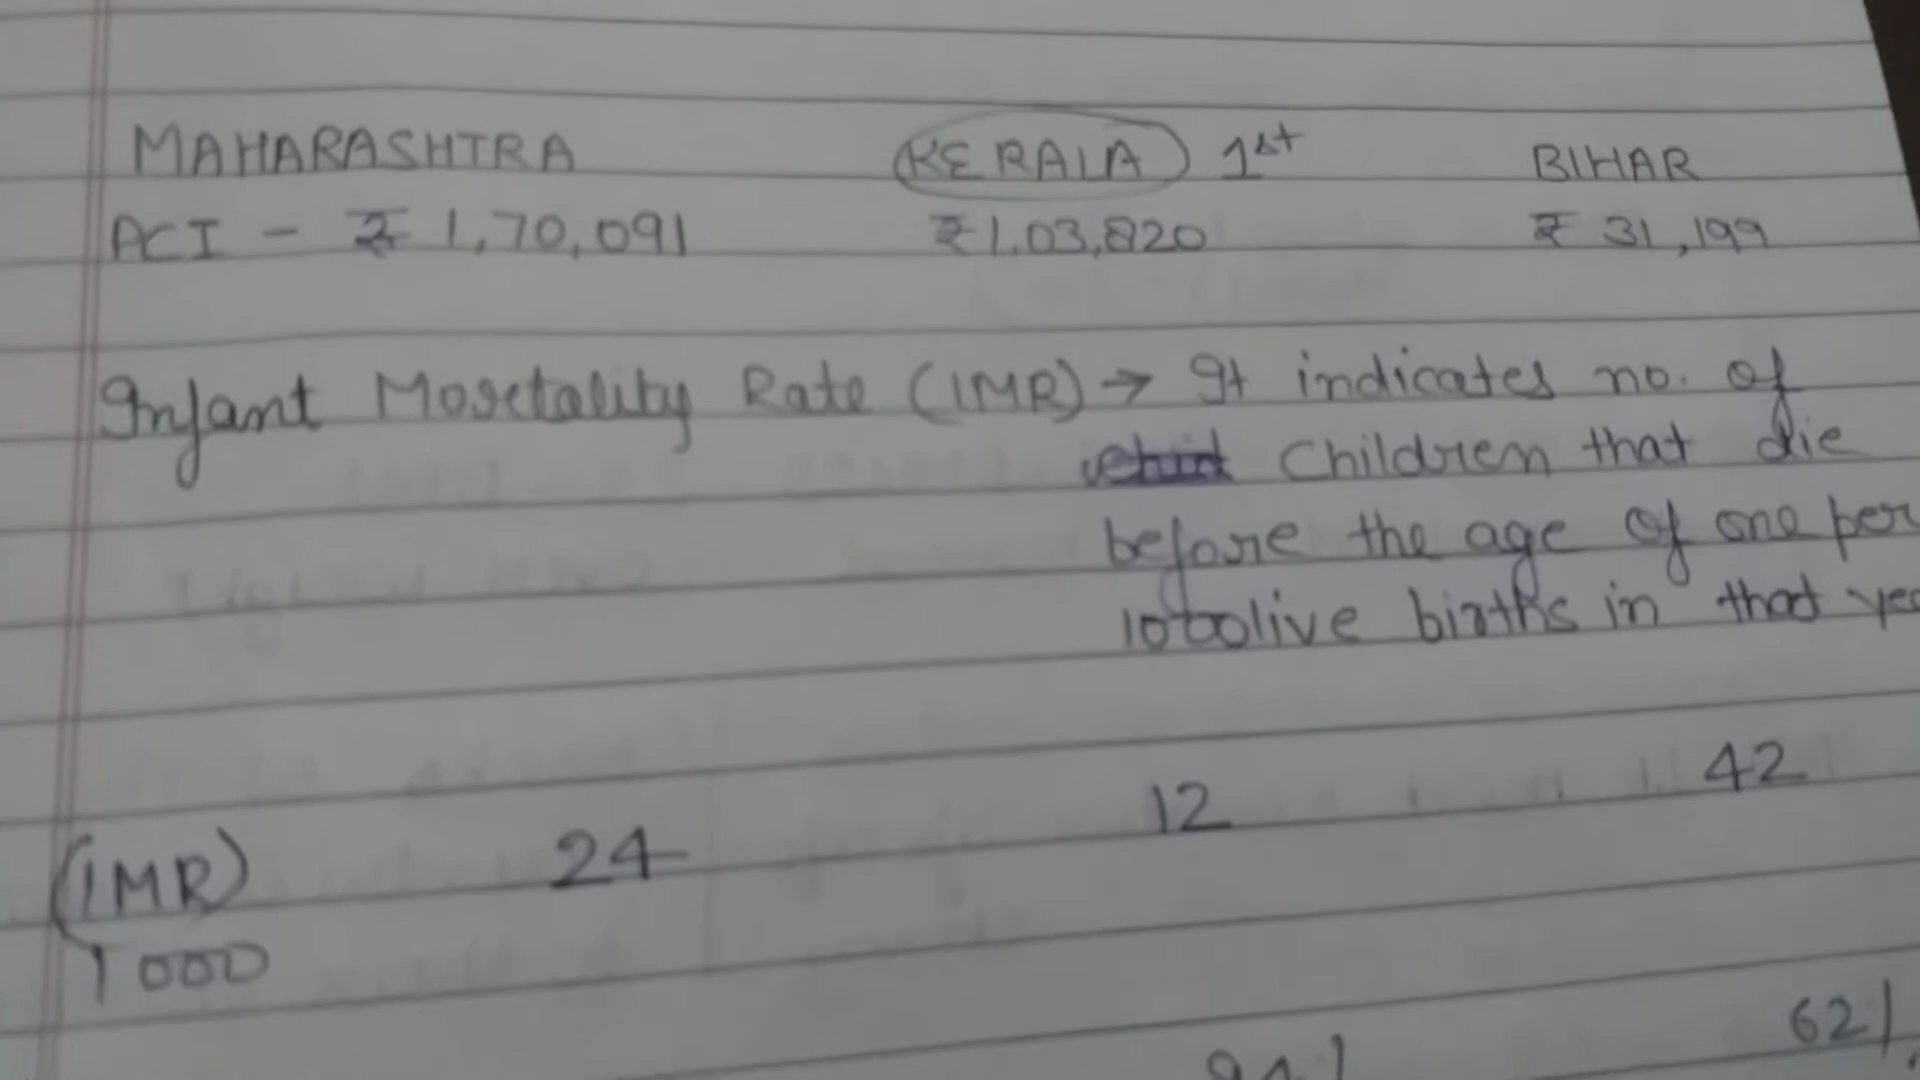 MAHARASHTRA KERALA 1st BIHAR
ACI - ₹ 1,70,091 ₹1,03,820 ₹ 31,199
Infant Mortality Rate (IMR) → It indicates no. of
Children that die
before the age of one per
1000 live births in that
(IMR) 24 12 42
1000
62%